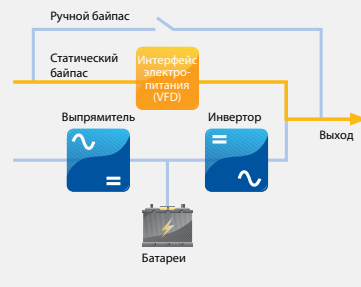 Ручной байпас
Статический
байпас
Интерфейс
электро-
питания
(VFD)
Выпрямитель
Инвертор
Выход
Батареи